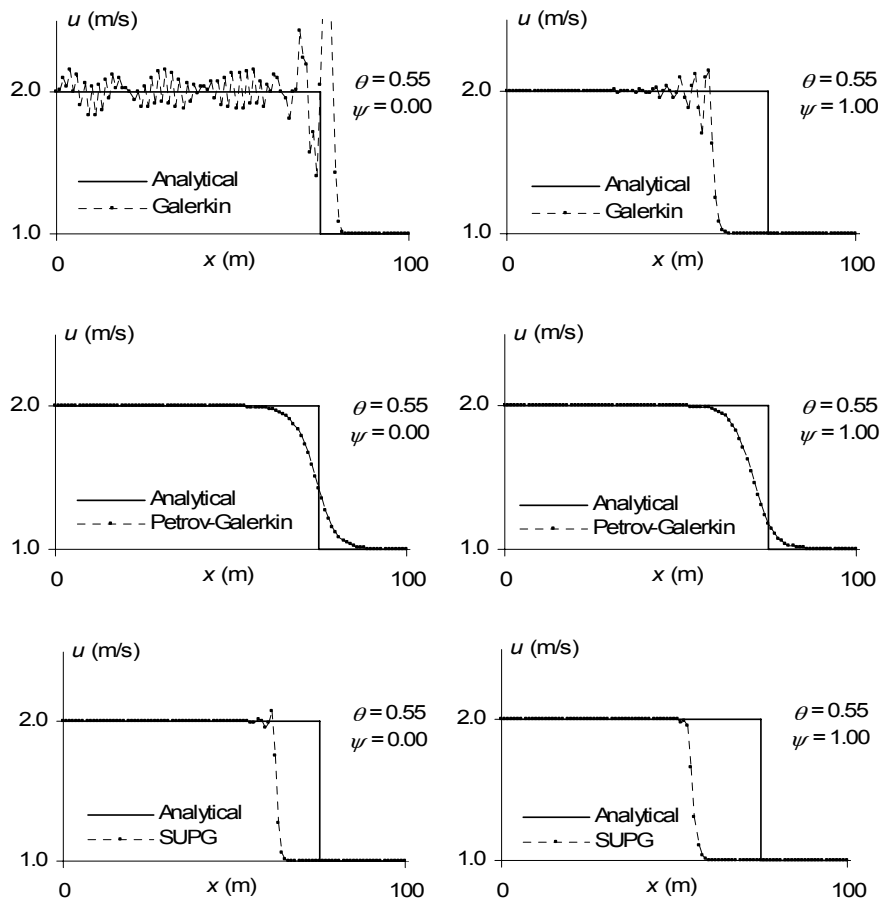 u (m/s)
2.0
θ = 0.55
ψ = 0.00
Analytical
Galerkin
1.0
0
x (m)
100
u (m/s)
2.0
θ = 0.55
ψ = 1.00
Analytical
Galerkin
1.0
0
x (m)
100
u (m/s)
2.0
θ = 0.55
ψ = 0.00
Analytical
Petrov-Galerkin
1.0
0
x (m)
100
u (m/s)
2.0
θ = 0.55
ψ = 1.00
Analytical
Petrov-Galerkin
1.0
0
x (m)
100
u (m/s)
2.0
θ = 0.55
ψ = 0.00
Analytical
SUPG
1.0
0
x (m)
100
u (m/s)
2.0
θ = 0.55
ψ = 1.00
Analytical
SUPG
1.0
0
x (m)
100